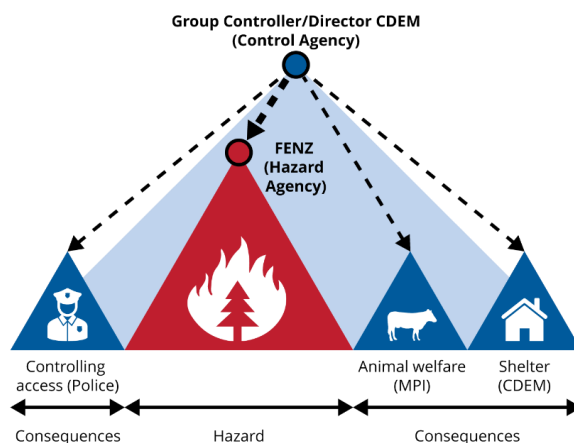 Group Controller/Director CDEM
(Control Agency)
FENZ
(Hazard
Agency)
Controlling
access (Police)
Animal welfare
(MPI)
Shelter
(CDEM)
Consequences
Hazard
Consequences